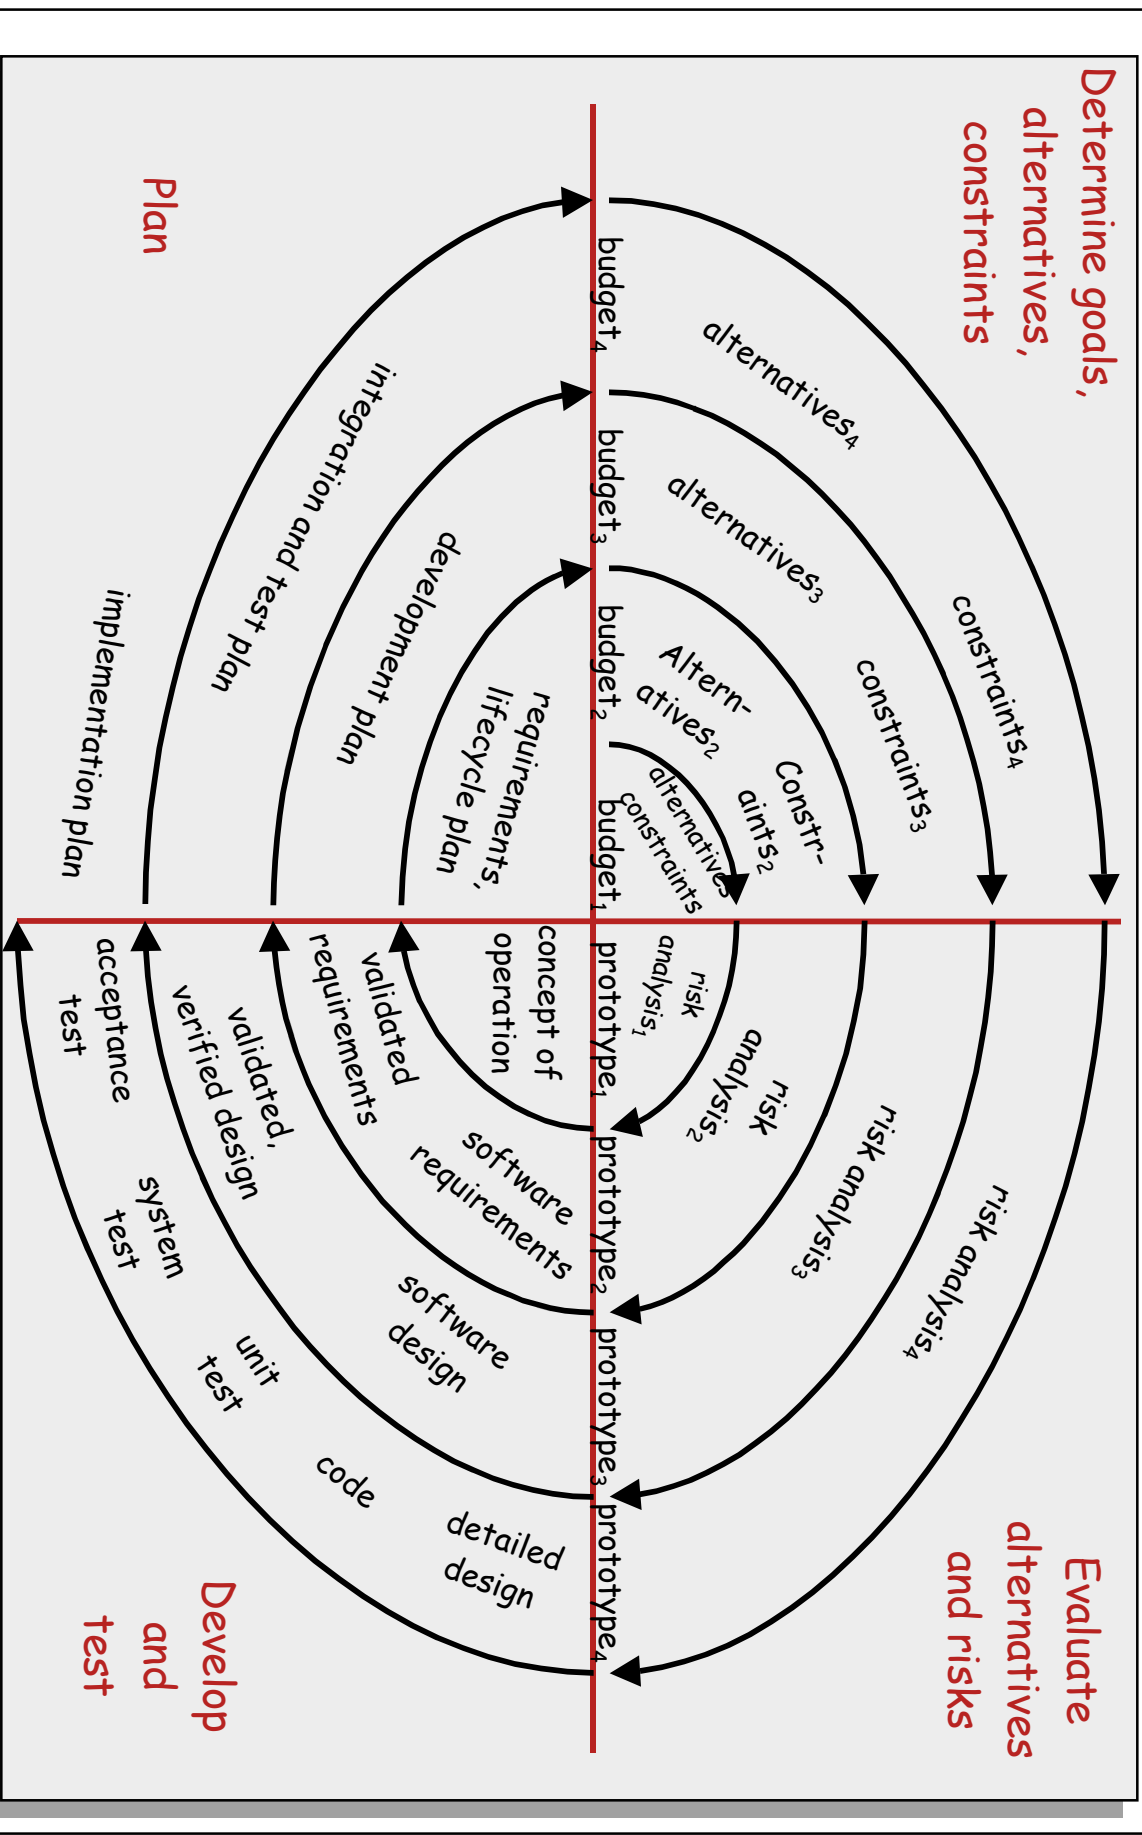 Determine goals,
alternatives,
constraints
Evaluate
alternatives
and risks
alternatives4
constraints4
alternatives3
constraints3
Altern-
atives2
Constr-
aints2
alternatives
constraints
risk
analysis1
risk
analysis2
risk analysis3
risk analysis4
budget4
budget3
budget2
budget1
prototype1
prototype2
prototype3
prototype4
requirements,
lifecycle plan
development plan
integration and test plan
implementation plan
concept of
operation
validated
requirements
validated,
verified design
acceptance
test
software
requirements
software
design
system
test
unit
test
code
detailed
design
Plan
Develop
and
test